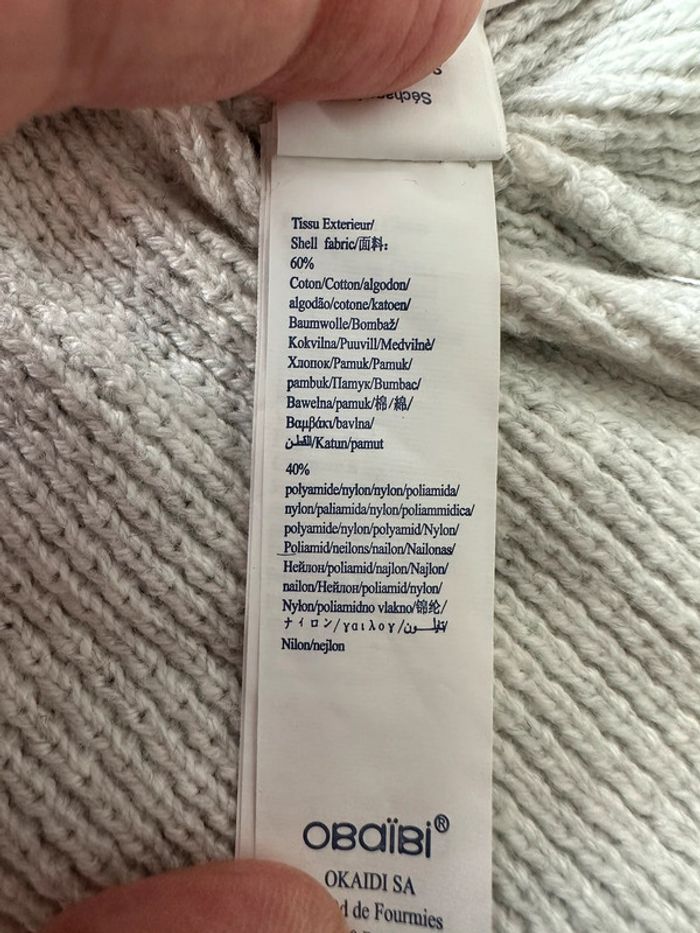 Tissu Exterieur/
Shell fabric/面料:
60%
Coton/Cotton/algodon/
algodão/cotone/katoen/
Baumwolle/Bombaž/
Kokvilna/Puuvill/Medvilnė/
Хлопок/Pamuk/Pamuk/
pambuk/Памук/Bumbac/
Bawełna/pamuk/棉/綿/
Βαμβάκι/bavlna/
القطن/Katun/pamut
40%
polyamide/nylon/nylon/poliamida/
nylon/paliamida/nylon/poliammidica/
polyamide/nylon/polyamid/Nylon/
Poliamid/neilons/nailon/Nailonas/
Нейлон/poliamid/najlon/Najlon/
nailon/Нейлон/poliamid/nylon/
Nylon/poliamidno vlakno/锦纶/
ナイロン/γαιλογ/نايلون/
Nilon/nejlon
OBaïBi®
OKAIDI SA
de Fourmies